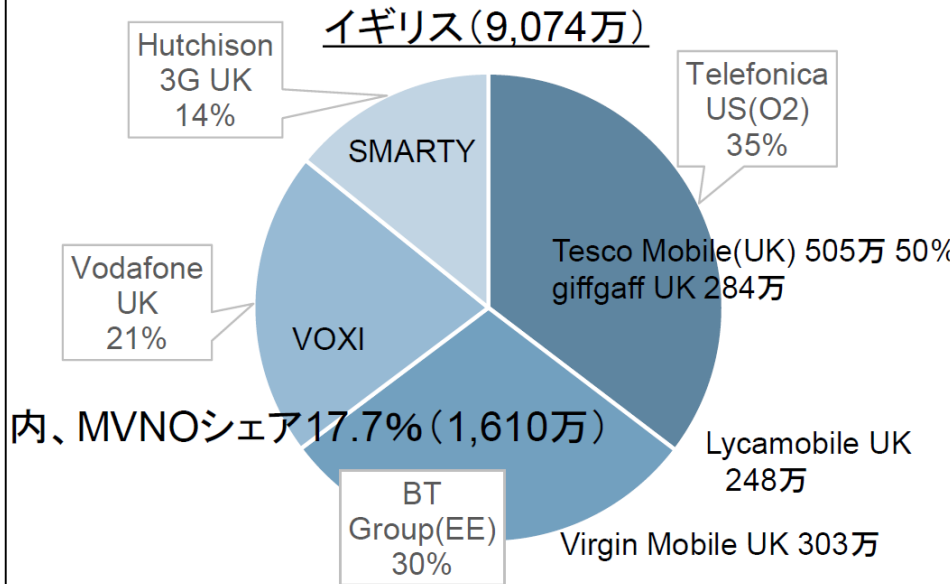 イギリス（9,074万）
Hutchison
3G UK
14%
Telefonica
US(O2)
35%
SMARTY
Tesco Mobile(UK) 505万 50%
giffgaff UK 284万
Vodafone
UK
21%
VOXI
内、MVNOシェア17.7%（1,610万）
Lycamobile UK
248万
BT
Group(EE)
30%
Virgin Mobile UK 303万